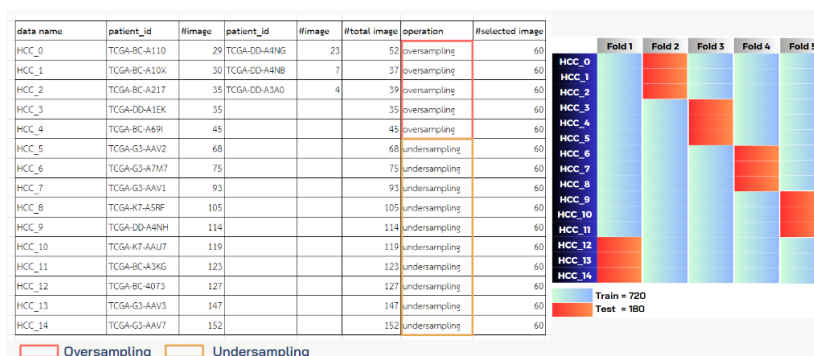 data name patient_id #image patient_id #image #total image operation #selected image
HCC_0 TCGA-BC-A110 29 TCGA-DD-A4NG 23 52 oversampling 60
HCC_1 TCGA-BC-A10X 30 TCGA-DD-A4NB 7 37 oversampling 60
HCC_2 TCGA-BC-A217 35 TCGA-DD-A3A0 4 39 oversampling 60
HCC_3 TCGA-DD-A1EK 35 35 oversampling 60
HCC_4 TCGA-BC-A69I 45 45 oversampling 60
HCC_5 TCGA-G3-AAV2 68 68 undersampling 60
HCC_6 TCGA-G3-A7M7 75 75 undersampling 60
HCC_7 TCGA-G3-AAV1 93 93 undersampling 60
HCC_8 TCGA-K7-A5RF 105 105 undersampling 60
HCC_9 TCGA-DD-A4NH 114 114 undersampling 60
HCC_10 TCGA-K7-AAU7 119 119 undersampling 60
HCC_11 TCGA-BC-A3KG 123 123 undersampling 60
HCC_12 TCGA-BC-4073 127 127 undersampling 60
HCC_13 TCGA-G3-AAV3 147 147 undersampling 60
HCC_14 TCGA-G3-AAV7 152 152 undersampling 60
Oversampling Undersampling
Fold 1 Fold 2 Fold 3 Fold 4 Fold 5
HCC_0
HCC_1
HCC_2
HCC_3
HCC_4
HCC_5
HCC_6
HCC_7
HCC_8
HCC_9
HCC_10
HCC_11
HCC_12
HCC_13
HCC_14
Train = 720
Test = 180